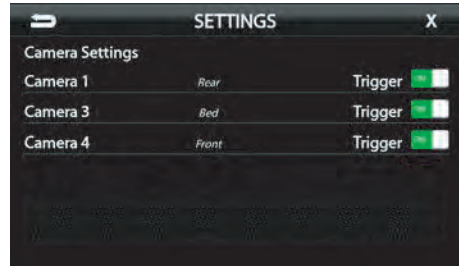 SETTINGS X
Camera Settings
Camera 1 Rear Trigger
Camera 3 Bed Trigger
Camera 4 Front Trigger